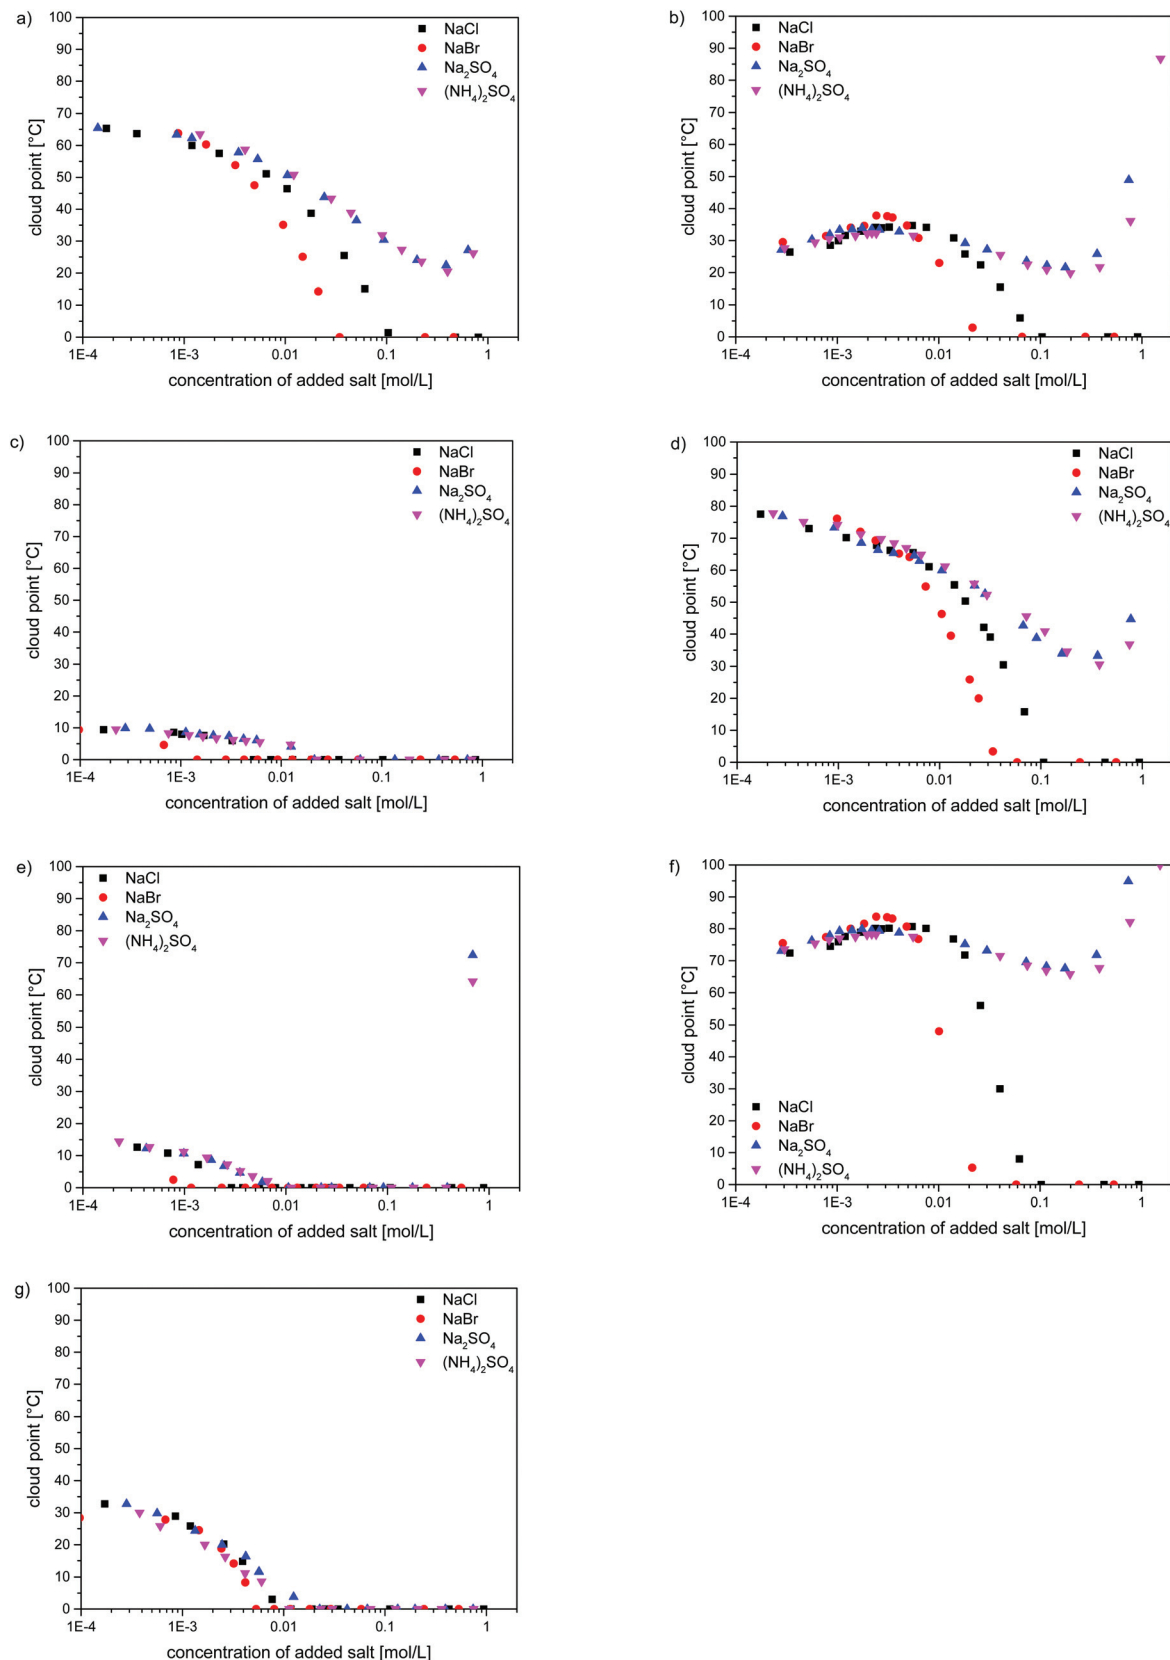 a)
100
90
80
70
60
50
40
30
20
10
0
cloud point [°C]
NaCl
NaBr
Na₂SO₄
(NH₄)₂SO₄
1E-4 1E-3 0.01 0.1 1
concentration of added salt [mol/L]
b)
100
90
80
70
60
50
40
30
20
10
0
cloud point [°C]
NaCl
NaBr
Na₂SO₄
(NH₄)₂SO₄
1E-4 1E-3 0.01 0.1 1
concentration of added salt [mol/L]
c)
100
90
80
70
60
50
40
30
20
10
0
cloud point [°C]
NaCl
NaBr
Na₂SO₄
(NH₄)₂SO₄
1E-4 1E-3 0.01 0.1 1
concentration of added salt [mol/L]
d)
100
90
80
70
60
50
40
30
20
10
0
cloud point [°C]
NaCl
NaBr
Na₂SO₄
(NH₄)₂SO₄
1E-4 1E-3 0.01 0.1 1
concentration of added salt [mol/L]
e)
100
90
80
70
60
50
40
30
20
10
0
cloud point [°C]
NaCl
NaBr
Na₂SO₄
(NH₄)₂SO₄
1E-4 1E-3 0.01 0.1 1
concentration of added salt [mol/L]
f)
100
90
80
70
60
50
40
30
20
10
0
cloud point [°C]
NaCl
NaBr
Na₂SO₄
(NH₄)₂SO₄
1E-4 1E-3 0.01 0.1 1
concentration of added salt [mol/L]
g)
100
90
80
70
60
50
40
30
20
10
0
cloud point [°C]
NaCl
NaBr
Na₂SO₄
(NH₄)₂SO₄
1E-4 1E-3 0.01 0.1 1
concentration of added salt [mol/L]